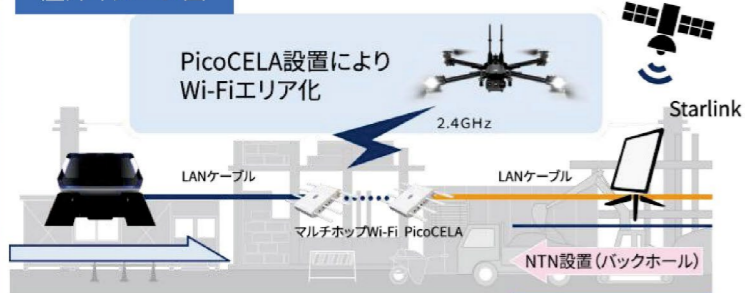 PicoCELA設置により
Wi-Fiエリア化
2.4GHz
Starlink
LANケーブル
LANケーブル
マルチホップWi-Fi PicoCELA
NTN設置(バックホール)